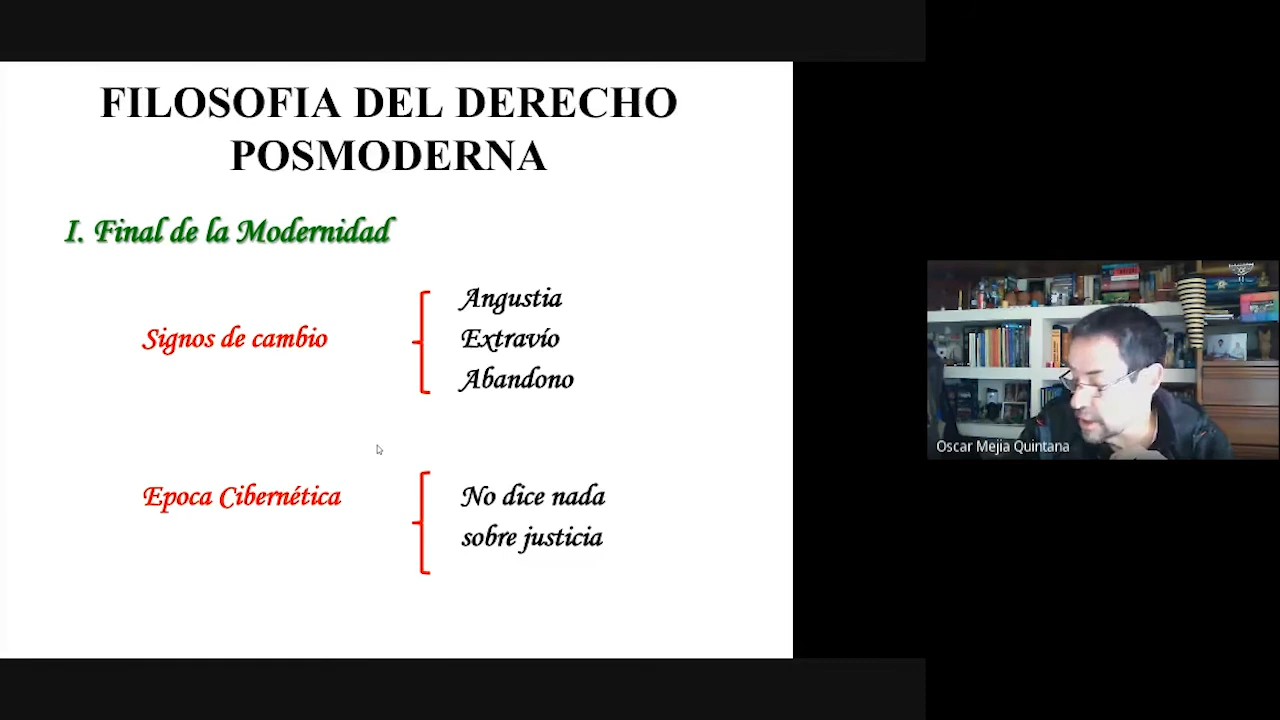 FILOSOFIA DEL DERECHO
POSMODERNA
I. Final de la Modernidad
Signos de cambio
Angustia
Extravío
Abandono
Epoca Cibernética
No dice nada
sobre justicia
Oscar Mejia Quintana